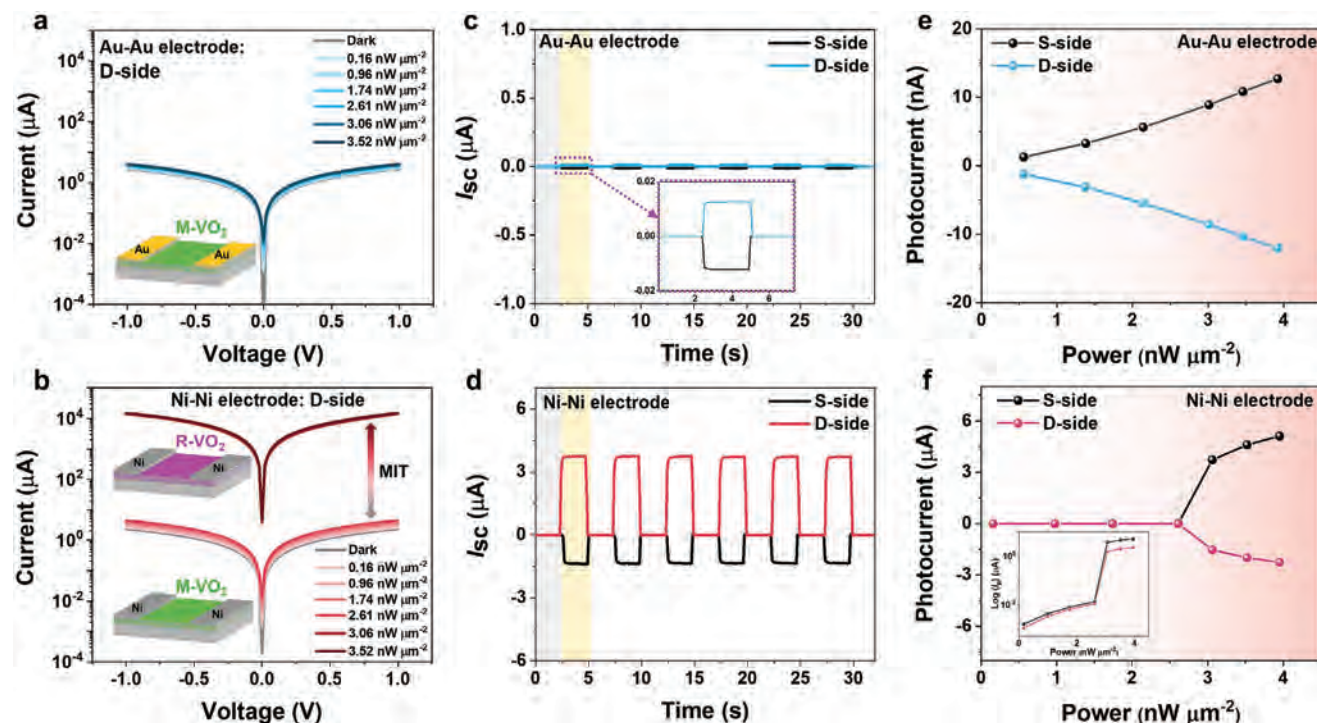 a
Au-Au electrode:
D-side
Dark
0.16 nW μm⁻²
0.96 nW μm⁻²
1.74 nW μm⁻²
2.61 nW μm⁻²
3.06 nW μm⁻²
3.52 nW μm⁻²
Current (μA)
10⁴
10²
10⁰
10⁻²
10⁻⁴
M-VO₂
Au
Au
-1.0 -0.5 0.0 0.5 1.0
Voltage (V)
c
Au-Au electrode
S-side
D-side
I_SC (μA)
1.0
0.5
0.0
-0.5
-1.0
0.02
0.00
-0.02
2 4 6
0 5 10 15 20 25 30
Time (s)
e
S-side
D-side
Au-Au electrode
Photocurrent (nA)
20
10
0
-10
-20
0 1 2 3 4
Power (nW μm⁻²)
b
Ni-Ni electrode: D-side
Current (μA)
10⁴
10²
10⁰
10⁻²
10⁻⁴
R-VO₂
Ni
Ni
MIT
M-VO₂
Ni
Ni
Dark
0.16 nW μm⁻²
0.96 nW μm⁻²
1.74 nW μm⁻²
2.61 nW μm⁻²
3.06 nW μm⁻²
3.52 nW μm⁻²
-1.0 -0.5 0.0 0.5 1.0
Voltage (V)
d
Ni-Ni electrode
S-side
D-side
I_SC (μA)
6
3
0
-3
-6
0 5 10 15 20 25 30
Time (s)
f
S-side
D-side
Ni-Ni electrode
Photocurrent (μA)
6
3
0
-3
-6
0 2 4
Power (nW μm⁻²)
0 1 2 3 4
Power (nW μm⁻²)